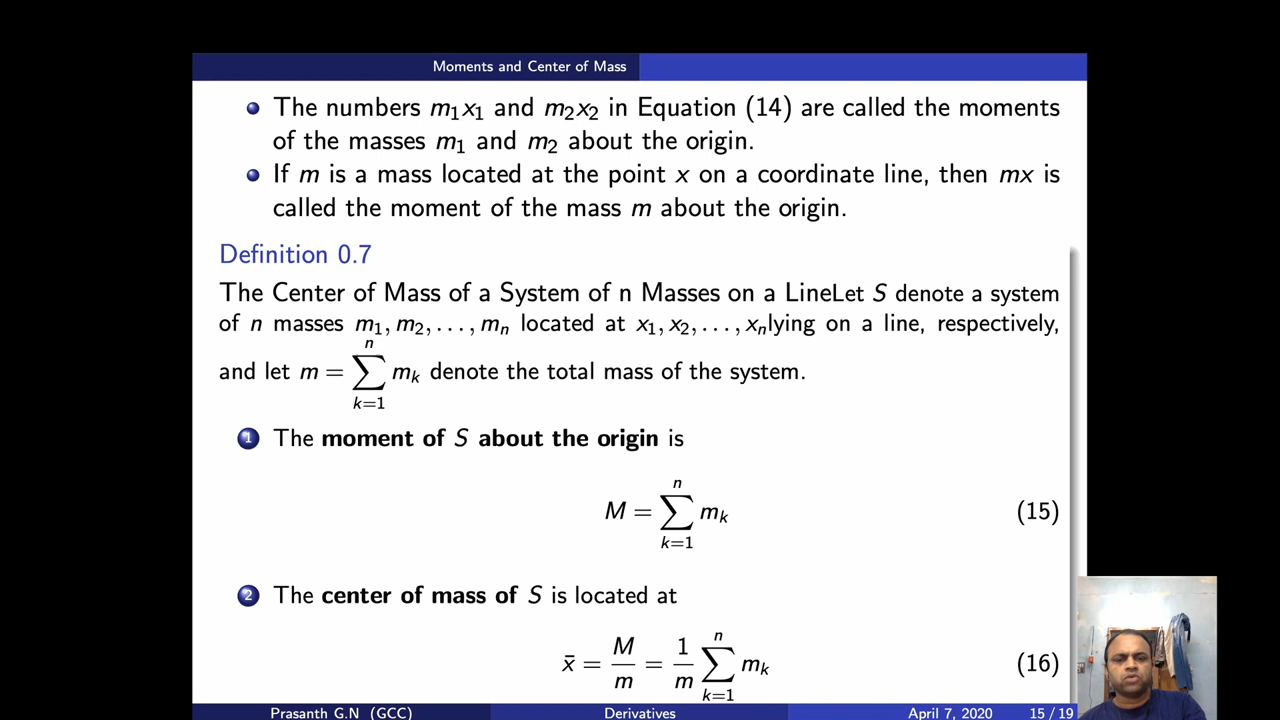 Moments and Center of Mass
The numbers m₁x₁ and m₂x₂ in Equation (14) are called the moments
of the masses m₁ and m₂ about the origin.
If m is a mass located at the point x on a coordinate line, then mx is
called the moment of the mass m about the origin.
Definition 0.7
The Center of Mass of a System of n Masses on a LineLet S denote a system
of n masses m₁, m₂, . . . , mₙ located at x₁, x₂, . . . , xₙlying on a line, respectively,
and let m = ∑ₖ₌₁ⁿ mₖ denote the total mass of the system.
1 The moment of S about the origin is
M = ∑ₖ₌₁ⁿ mₖ (15)
2 The center of mass of S is located at
x̄ = M/m = 1/m ∑ₖ₌₁ⁿ mₖ (16)
Prasanth G.N (GCC) Derivatives April 7, 2020 15 / 19